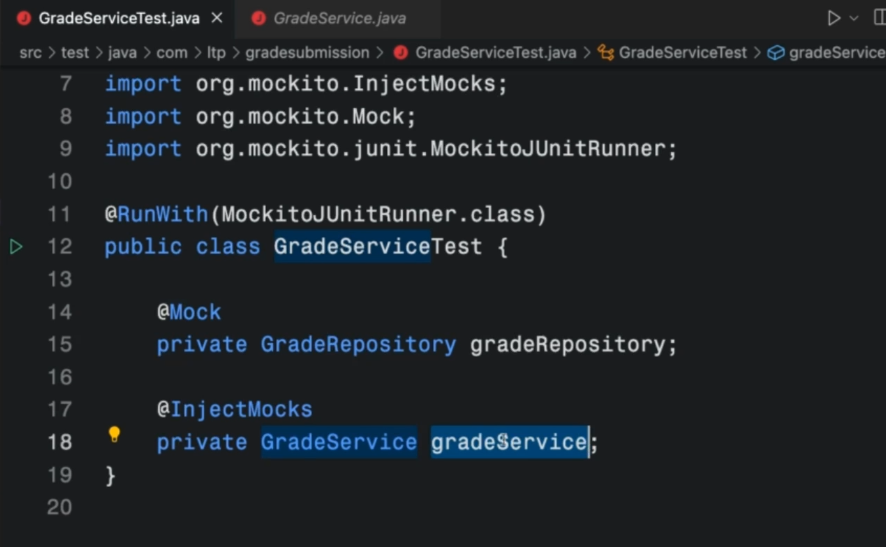 GradeServiceTest.java
GradeService.java
src > test > java > com > ltp > gradesubmission > GradeServiceTest.java > GradeServiceTest > gradeService
7 import org.mockito.InjectMocks;
8 import org.mockito.Mock;
9 import org.mockito.junit.MockitoJUnitRunner;
10
11 @RunWith(MockitoJUnitRunner.class)
12 public class GradeServiceTest {
13
14 @Mock
15 private GradeRepository gradeRepository;
16
17 @InjectMocks
18 private GradeService gradeService;
19 }
20